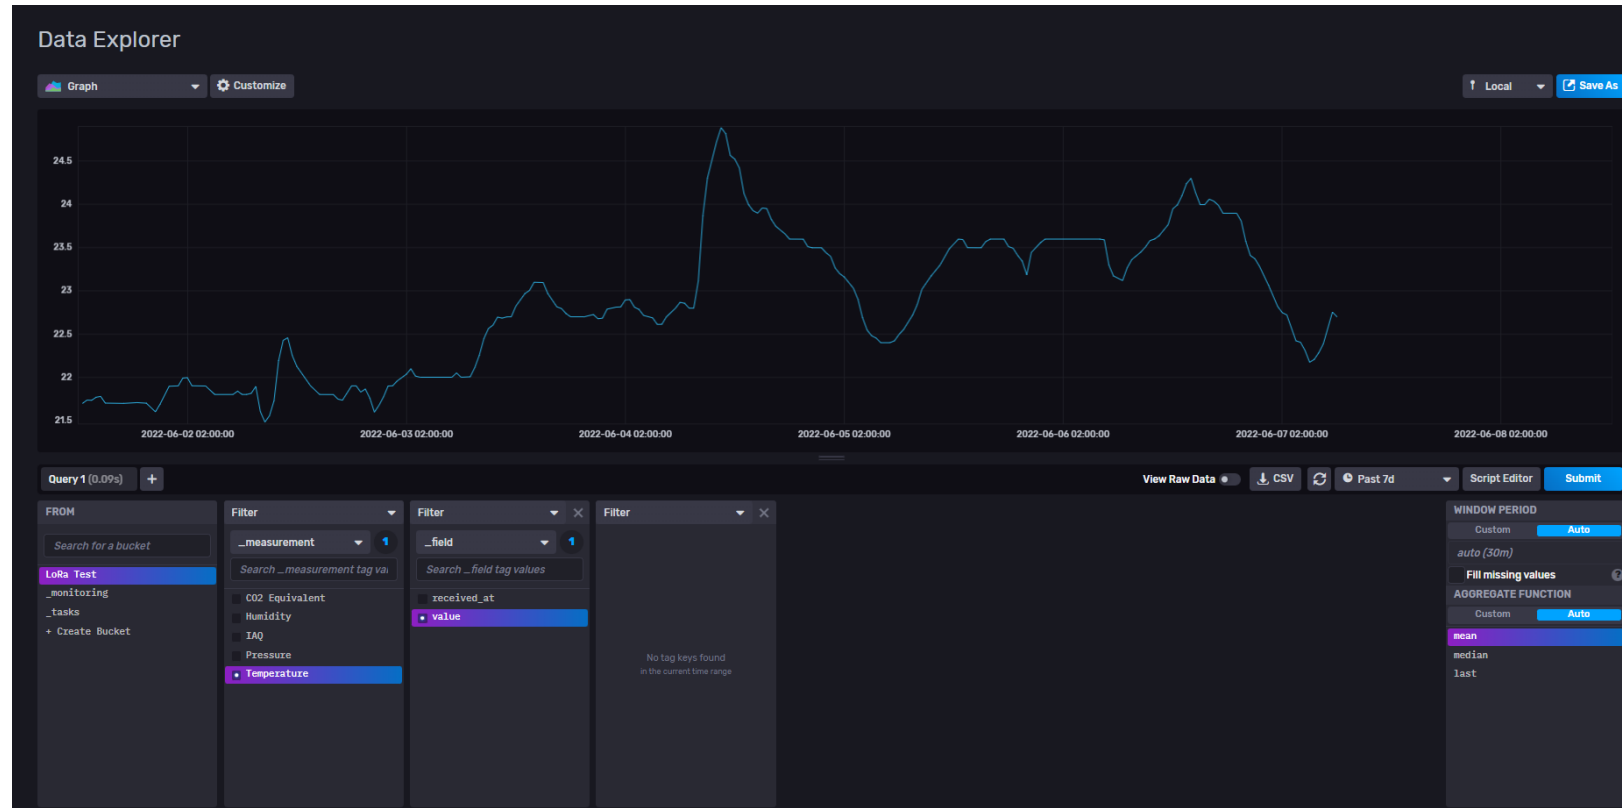 Data Explorer
Graph Customize Local Save As
24.5
24
23.5
23
22.5
22
21.5
2022-06-02 02:00:00 2022-06-03 02:00:00 2022-06-04 02:00:00 2022-06-05 02:00:00 2022-06-06 02:00:00 2022-06-07 02:00:00 2022-06-08 02:00:00
Query 1 (0.09s) + View Raw Data CSV Past 7d Script Editor Submit
FROM
Search for a bucket
LoRa Test
_monitoring
_tasks
+ Create Bucket
Filter
_measurement 1
Search _measurement tag val
CO2 Equivalent
Humidity
IAQ
Pressure
Temperature
Filter
_field 1
Search _field tag values
received_at
value
Filter
No tag keys found
in the current time range
WINDOW PERIOD
Custom Auto
auto (30m)
Fill missing values ?
AGGREGATE FUNCTION
Custom Auto
mean
median
last